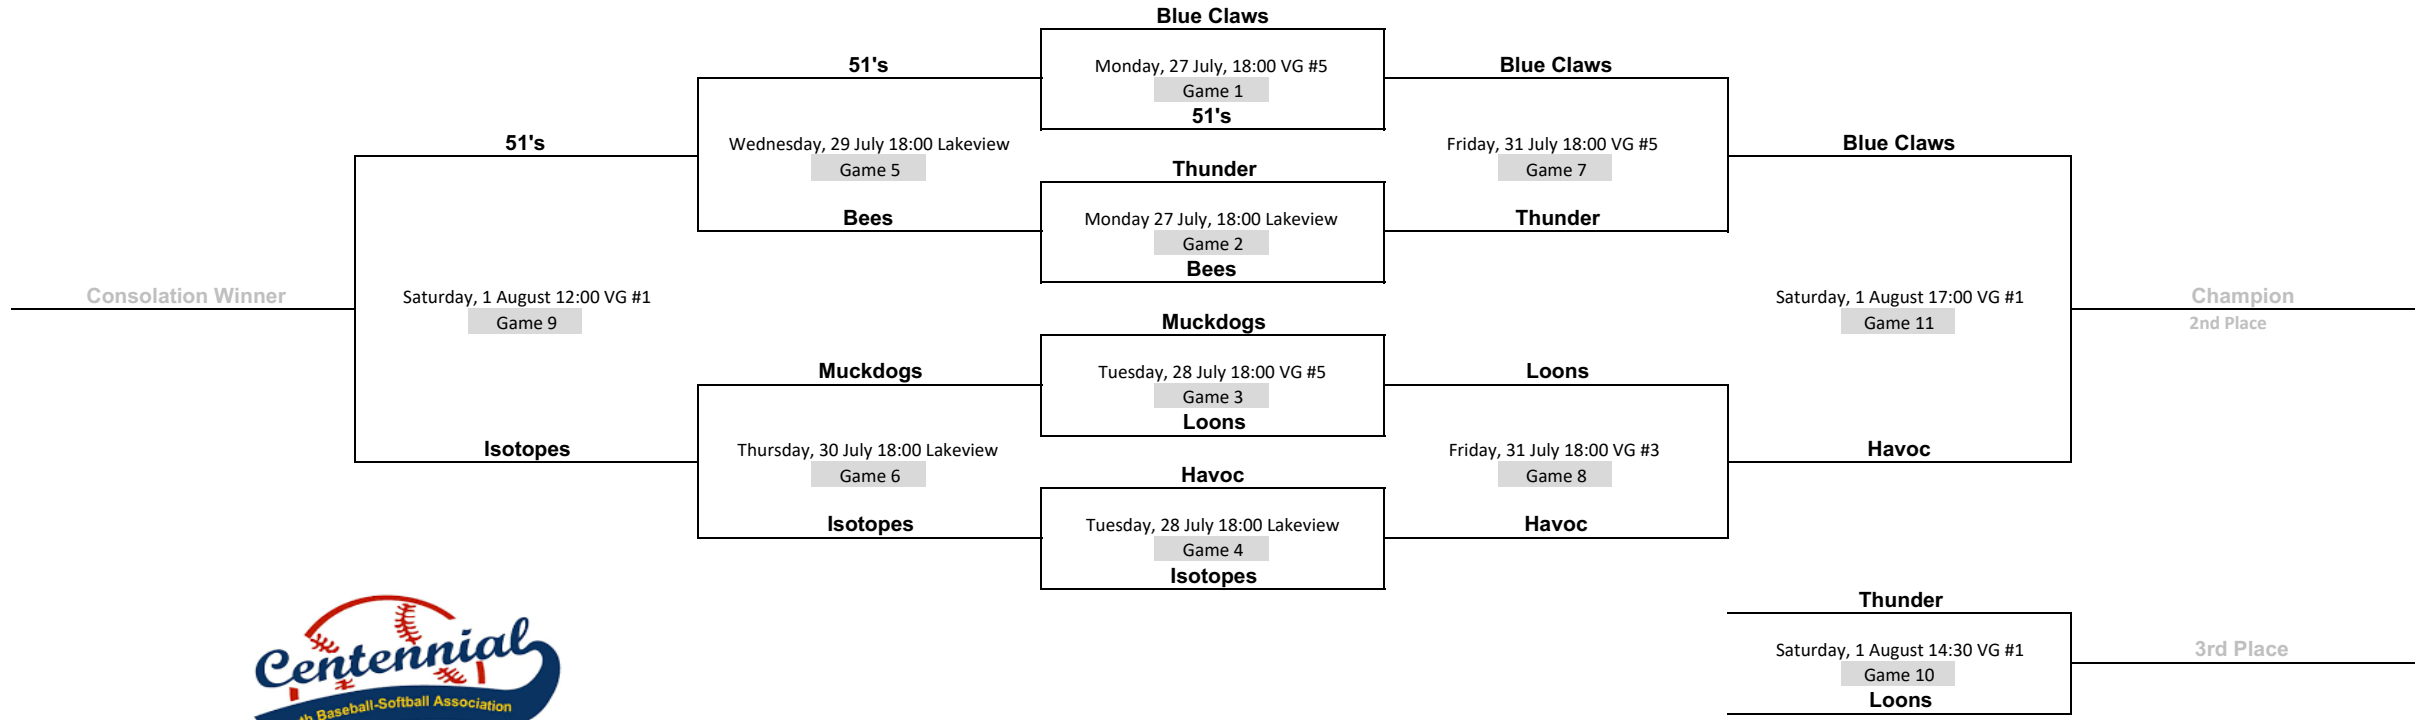 Blue Claws
51's
Monday, 27 July, 18:00 VG #5
Blue Claws
Game 1
51's
51's
Wednesday, 29 July 18:00 Lakeview
Friday, 31 July 18:00 VG #5
Blue Claws
Game 5
Thunder
Game 7
Bees
Monday 27 July, 18:00 Lakeview
Thunder
Game 2
Bees
Consolation Winner
Saturday, 1 August 12:00 VG #1
Saturday, 1 August 17:00 VG #1
Champion
Game 9
Muckdogs
Game 11
2nd Place
Muckdogs
Tuesday, 28 July 18:00 VG #5
Loons
Game 3
Loons
Isotopes
Thursday, 30 July 18:00 Lakeview
Friday, 31 July 18:00 VG #3
Havoc
Game 6
Havoc
Game 8
Isotopes
Tuesday, 28 July 18:00 Lakeview
Havoc
Game 4
Isotopes
Thunder
Saturday, 1 August 14:30 VG #1
3rd Place
Game 10
Loons
Centennial
Baseball-Softball Association